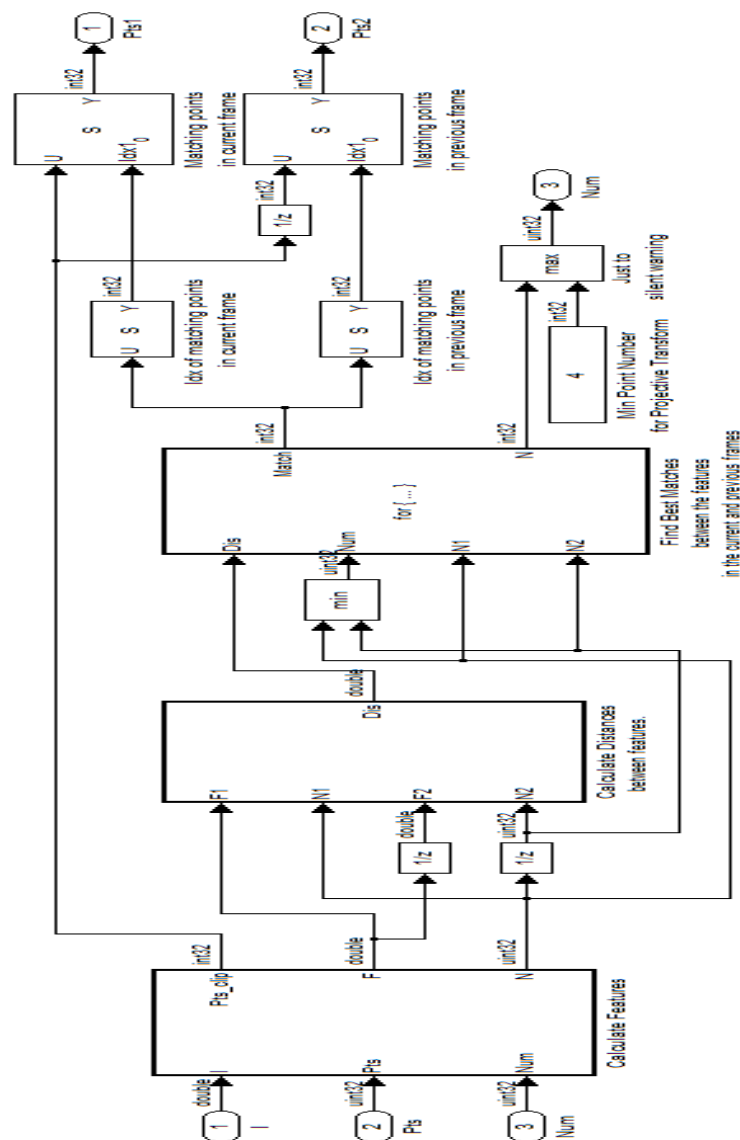 1
I
double
2
Pts
uint32
3
Num
uint32
I
Pts
Num
Pts_clip
F
N
Calculate Features
int32
double
uint32
1/z
double
1/z
uint32
F1
N1
F2
N2
Dis
Calculate Distances
between features.
double
min
uint32
Dis
Num
N1
N2
for { ... }
Match
N
Find Best Matches
between the features
in the current and previous frames
int32
int32
U S Y
Idx of matching points
in current frame
int32
U S Y
Idx of matching points
in previous frame
int32
4
Min Point Number
for Projective Transform
int32
max
Just to
silent warning
uint32
3
Num
1/z
int32
U
S Y
Idx1
0
Matching points
in current frame
int32
1
Pts1
U
S Y
Idx1
0
Matching points
in previous frame
int32
2
Pts2